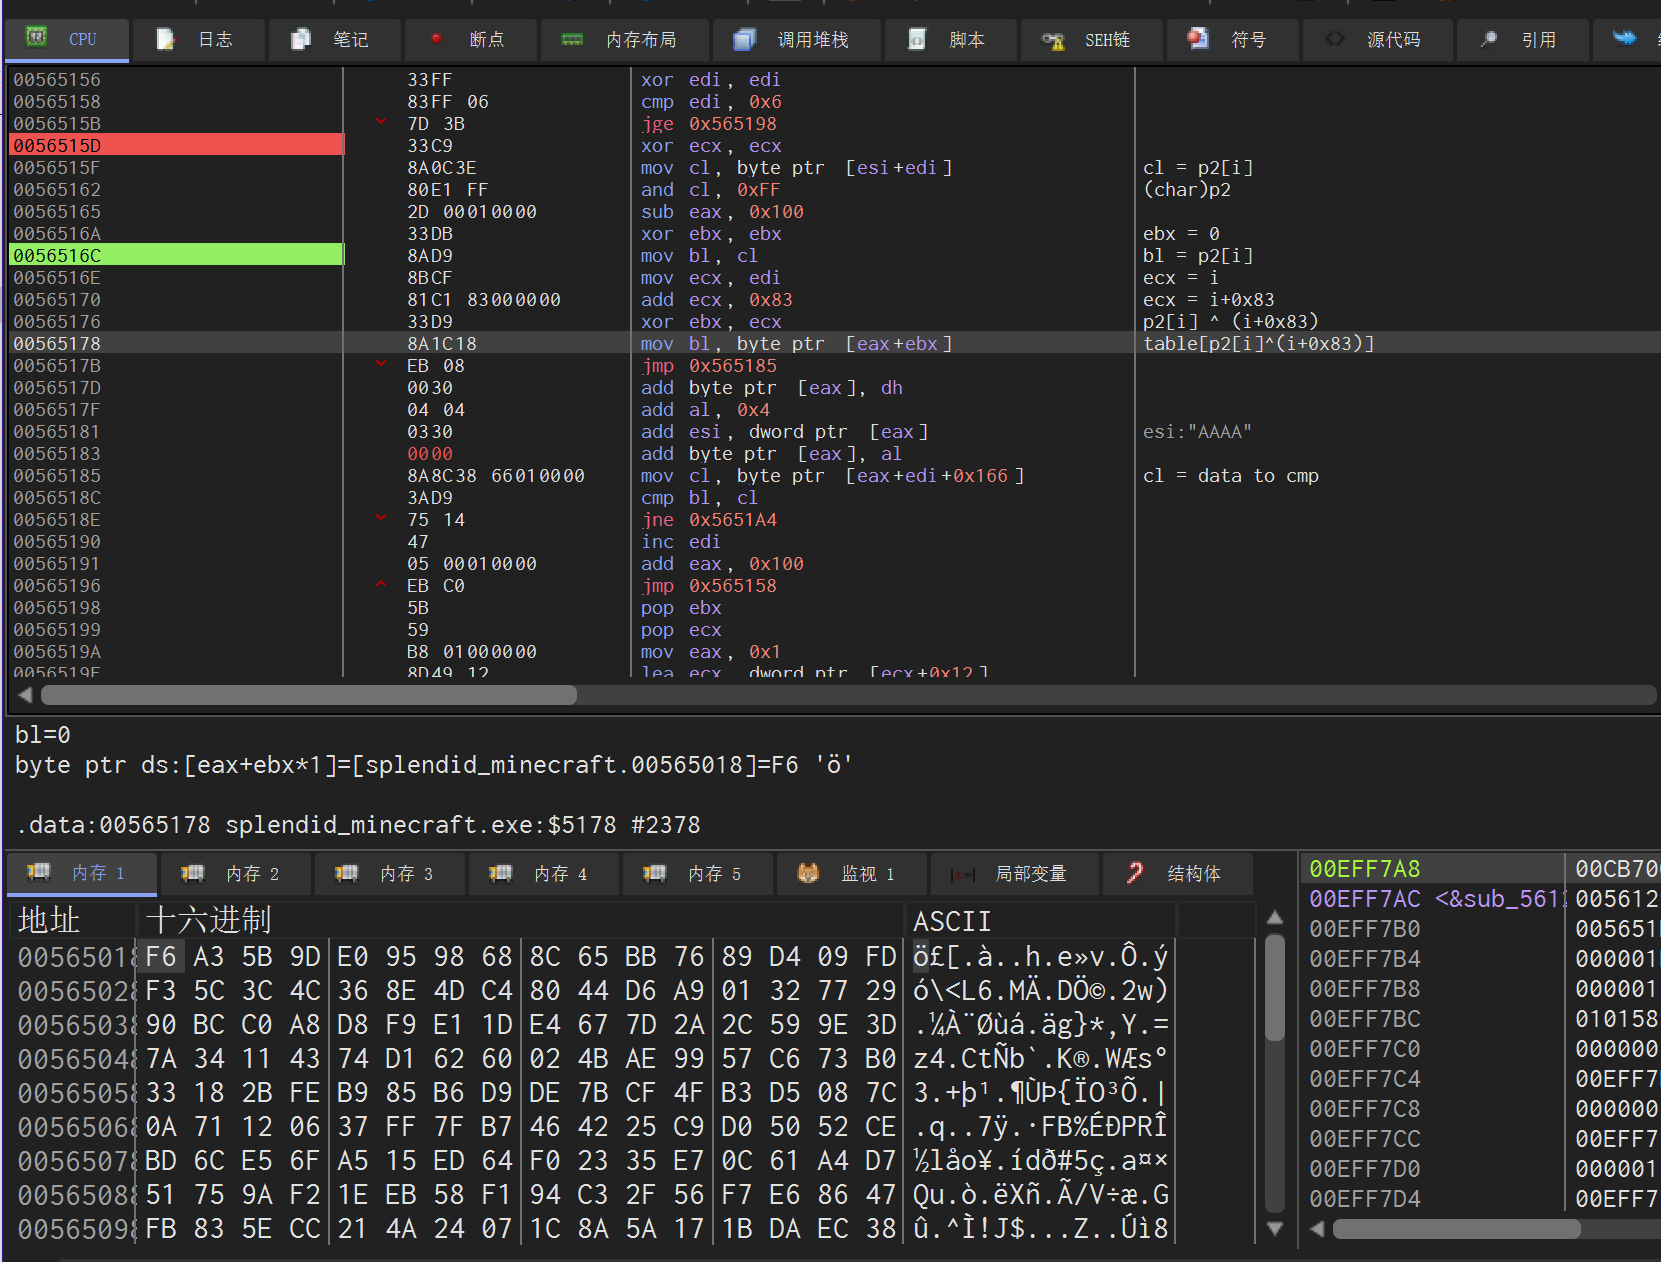 CPU 日志 笔记 断点 内存布局 调用堆栈 脚本 SEH链 符号 源代码 引用
00565156 33FF xor edi, edi
00565158 83FF 06 cmp edi, 0x6
0056515B 7D 3B jge 0x565198
0056515D 33C9 xor ecx, ecx
0056515F 8A0C3E mov cl, byte ptr [esi+edi] cl = p2[i]
00565162 80E1 FF and cl, 0xFF (char)p2
00565165 2D 00010000 sub eax, 0x100
0056516A 33DB xor ebx, ebx ebx = 0
0056516C 8AD9 mov bl, cl bl = p2[i]
0056516E 8BCF mov ecx, edi ecx = i
00565170 81C1 83000000 add ecx, 0x83 ecx = i+0x83
00565176 33D9 xor ebx, ecx p2[i] ^ (i+0x83)
00565178 8A1C18 mov bl, byte ptr [eax+ebx] table[p2[i]^(i+0x83)]
0056517B EB 08 jmp 0x565185
0056517D 0030 add byte ptr [eax], dh
0056517F 04 04 add al, 0x4
00565181 0330 add esi, dword ptr [eax] esi:"AAAA"
00565183 0000 add byte ptr [eax], al
00565185 8A8C38 66010000 mov cl, byte ptr [eax+edi+0x166] cl = data to cmp
0056518C 3AD9 cmp bl, cl
0056518E 75 14 jne 0x5651A4
00565190 47 inc edi
00565191 05 00010000 add eax, 0x100
00565196 EB C0 jmp 0x565158
00565198 5B pop ebx
00565199 59 pop ecx
0056519A B8 01000000 mov eax, 0x1
0056519F 8D49 12 lea ecx, dword ptr [ecx+0x12]
bl=0
byte ptr ds:[eax+ebx*1]=[splendid_minecraft.00565018]=F6 'ö'
.data:00565178 splendid_minecraft.exe:$5178 #2378
内存 1 内存 2 内存 3 内存 4 内存 5 监视 1 局部变量 结构体
地址 十六进制 ASCII
00565018 F6 A3 5B 9D E0 95 98 68 8C 65 BB 76 89 D4 09 FD ö£[.à..h.e»v.Ô.ý
00565028 F3 5C 3C 4C 36 8E 4D C4 80 44 D6 A9 01 32 77 29 ó\<L6.MÄ.DÖ©.2w)
00565038 90 BC C0 A8 D8 F9 E1 1D E4 67 7D 2A 2C 59 9E 3D .¼À¨Øùá.äg}*,Y.=
00565048 7A 34 11 43 74 D1 62 60 02 4B AE 99 57 C6 73 B0 z4.CtÑb`.K®.WÆs°
00565058 33 18 2B FE B9 85 B6 D9 DE 7B CF 4F B3 D5 08 7C 3.+þ¹.¶ÙÞ{ÏO³Õ.|
00565068 0A 71 12 06 37 FF 7F B7 46 42 25 C9 D0 50 52 CE .q..7ÿ.·FB%ÉÐPRÎ
00565078 BD 6C E5 6F A5 15 ED 64 F0 23 35 E7 0C 61 A4 D7 ½låo¥.ídð#5ç.a¤×
00565088 51 75 9A F2 1E EB 58 F1 94 C3 2F 56 F7 E6 86 47 Qu.ò.ëXñ.Ã/V÷æ.G
00565098 FB 83 5E CC 21 4A 24 07 1C 8A 5A 17 1B DA EC 38 û.^Ì!J$...Z..Úì8
00EFF7A8 00CB70
00EFF7AC <&sub_561 005612
00EFF7B0 005651
00EFF7B4 000001
00EFF7B8 000001
00EFF7BC 010158
00EFF7C0 000000
00EFF7C4 00EFF7
00EFF7C8 000000
00EFF7CC 00EFF7
00EFF7D0 000001
00EFF7D4 00EFF7